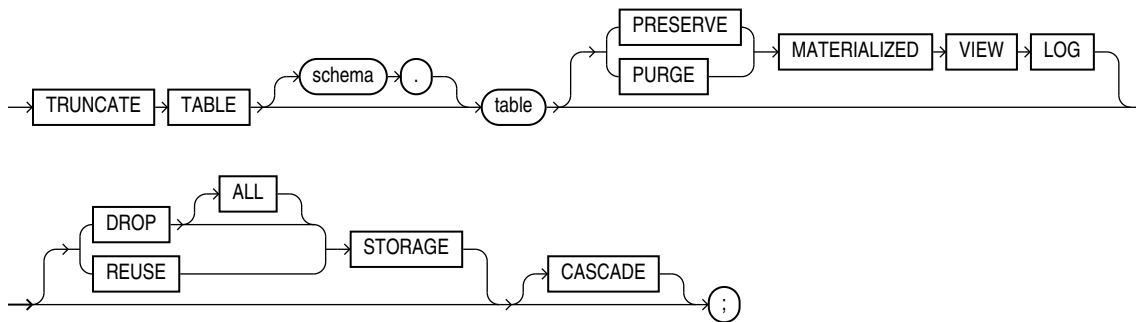 PRESERVE
PURGE
MATERIALIZED VIEW LOG
schema .
TRUNCATE TABLE table
ALL
DROP
REUSE
STORAGE
CASCADE
;